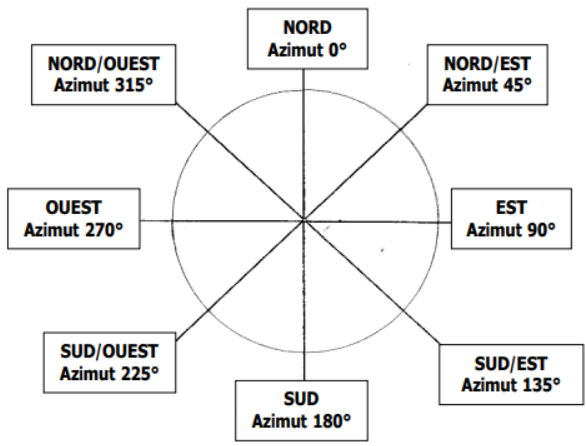 NORD
Azimut 0°
NORD/OUEST
Azimut 315°
NORD/EST
Azimut 45°
OUEST
Azimut 270°
EST
Azimut 90°
SUD/OUEST
Azimut 225°
SUD/EST
Azimut 135°
SUD
Azimut 180°